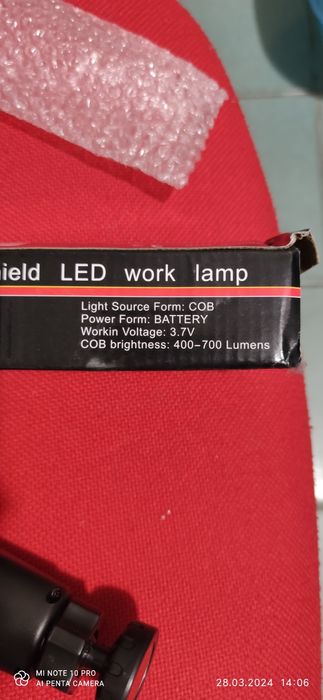 ield LED work lamp
Light Source Form: COB
Power Form: BATTERY
Workin Voltage: 3.7V
COB brightness: 400-700 Lumens
MI NOTE 10 PRO
AI PENTA CAMERA
28.03.2024 14:06